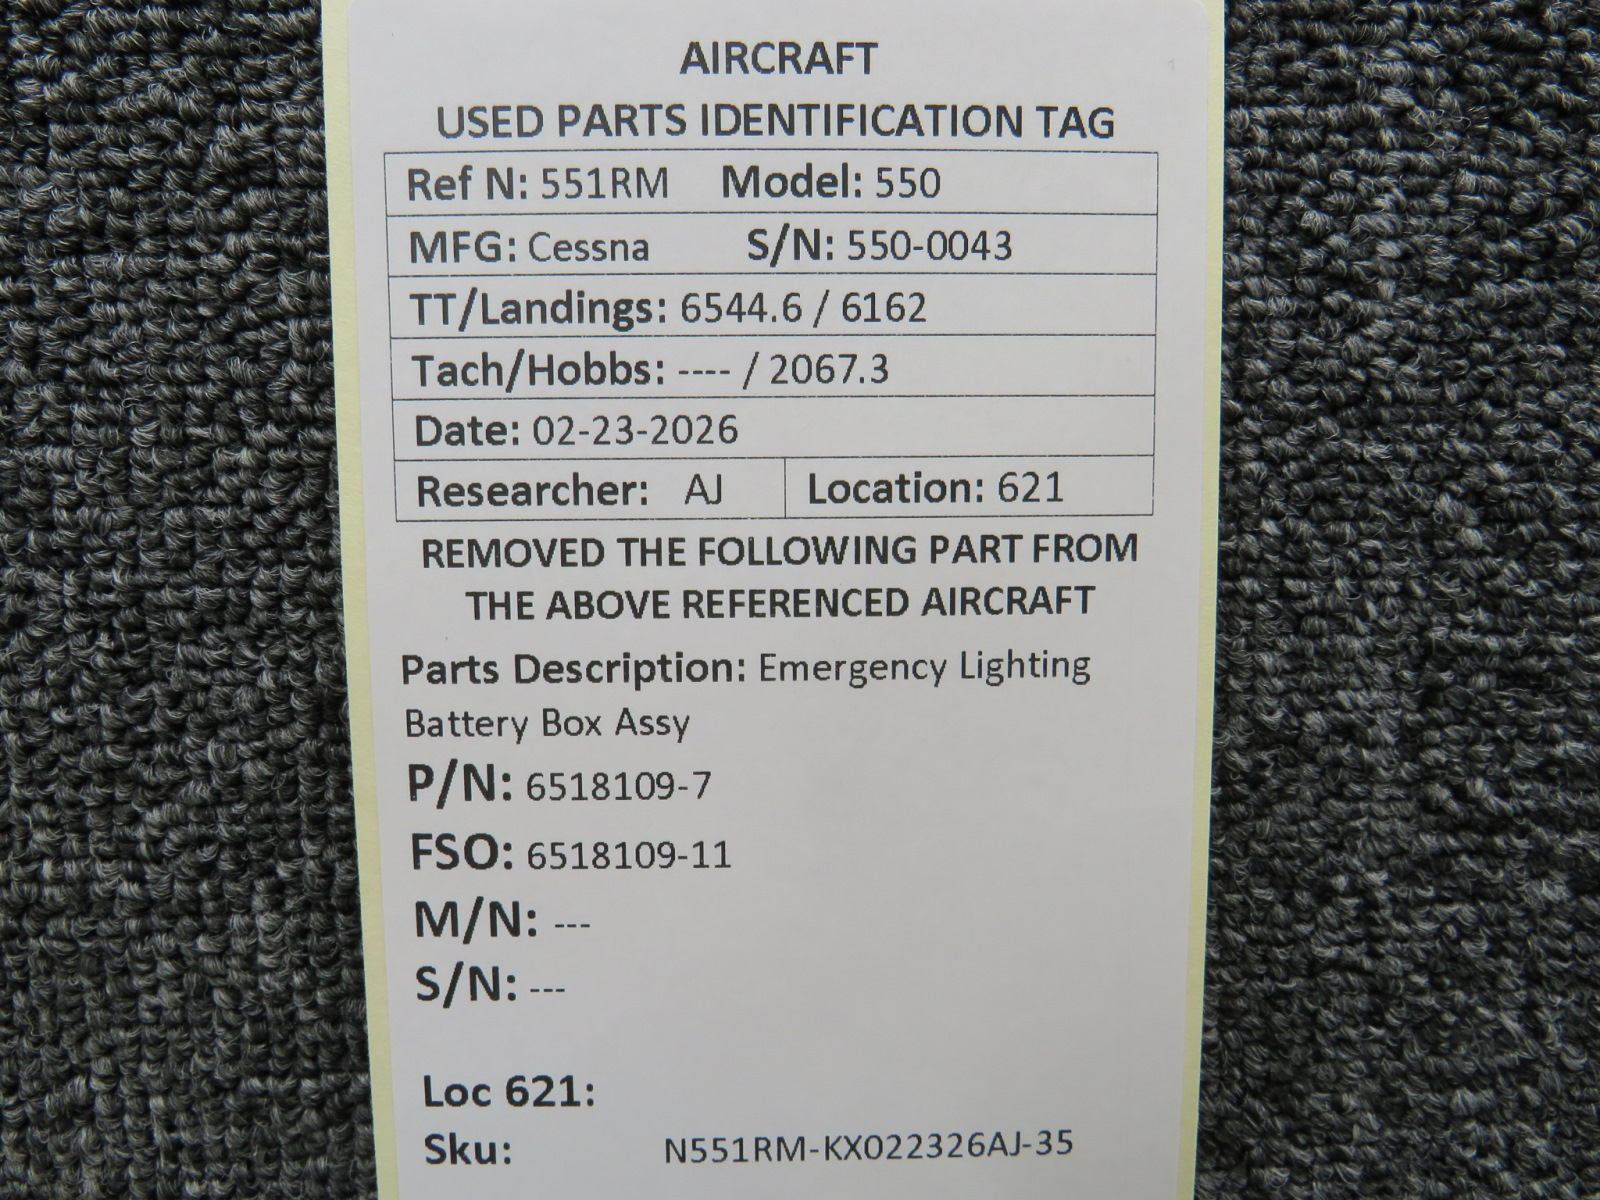 AIRCRAFT
USED PARTS IDENTIFICATION TAG
Ref N: 551RM Model: 550
MFG: Cessna S/N: 550-0043
TT/Landings: 6544.6 / 6162
Tach/Hobbs: ---- / 2067.3
Date: 02-23-2026
Researcher: AJ Location: 621
REMOVED THE FOLLOWING PART FROM
THE ABOVE REFERENCED AIRCRAFT
Parts Description: Emergency Lighting
Battery Box Assy
P/N: 6518109-7
FSO: 6518109-11
M/N: ---
S/N: ---
Loc 621:
Sku: N551RM-KX022326AJ-35